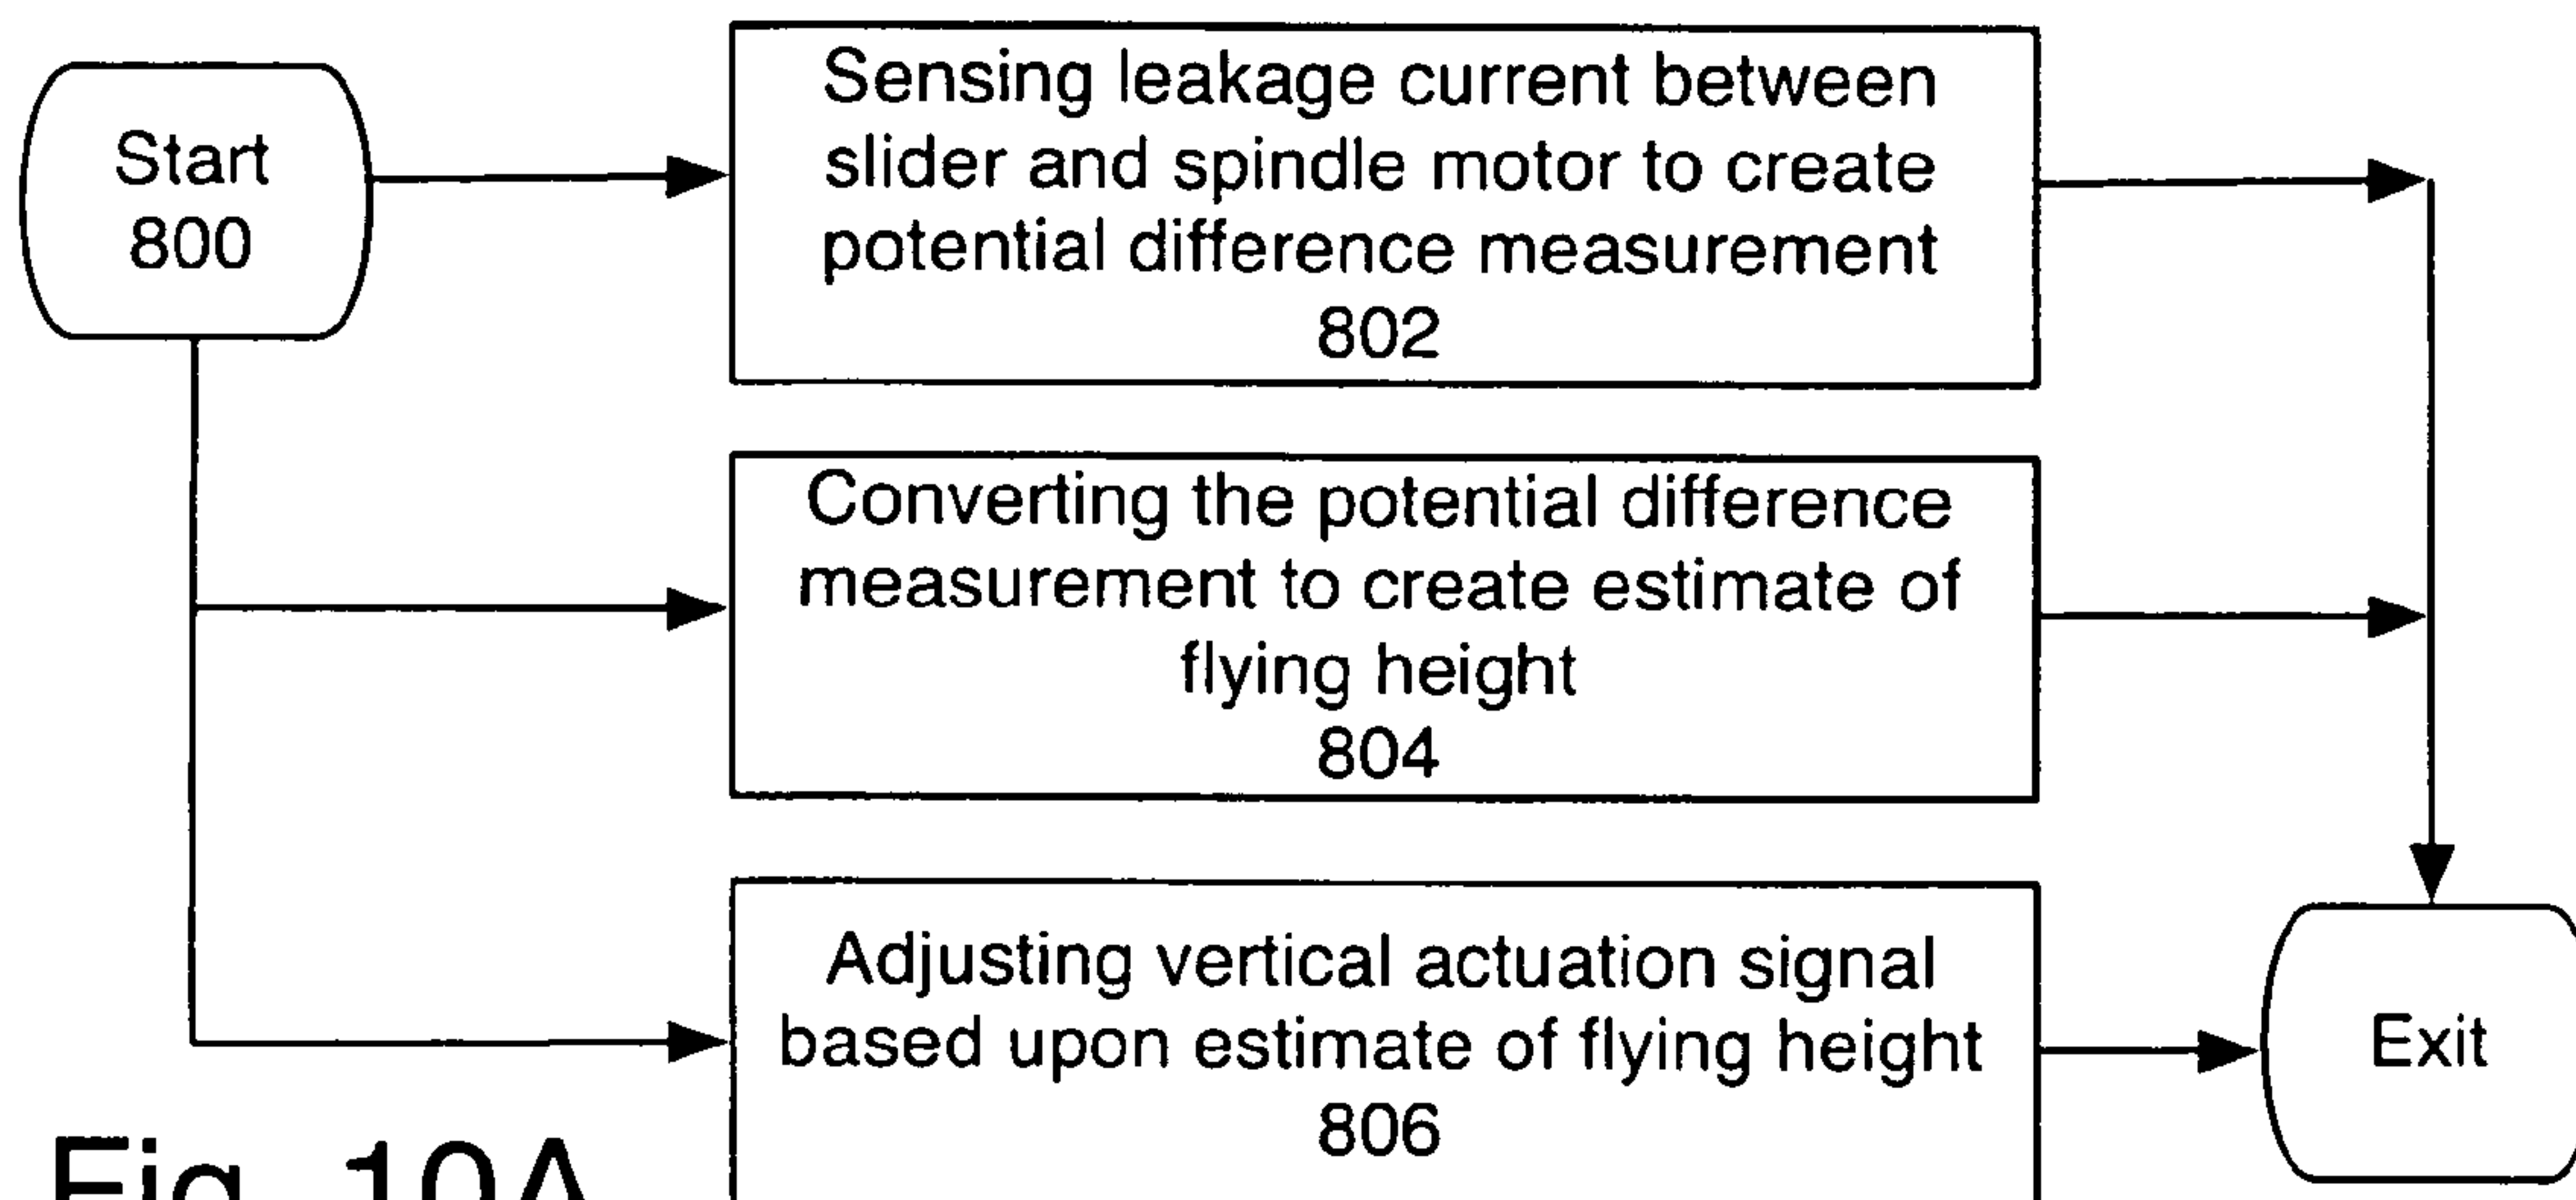 Start
800
Sensing leakage current between
slider and spindle motor to create
potential difference measurement
802
Converting the potential difference
measurement to create estimate of
flying height
804
Adjusting vertical actuation signal
based upon estimate of flying height
806
Exit
Fig. 10A